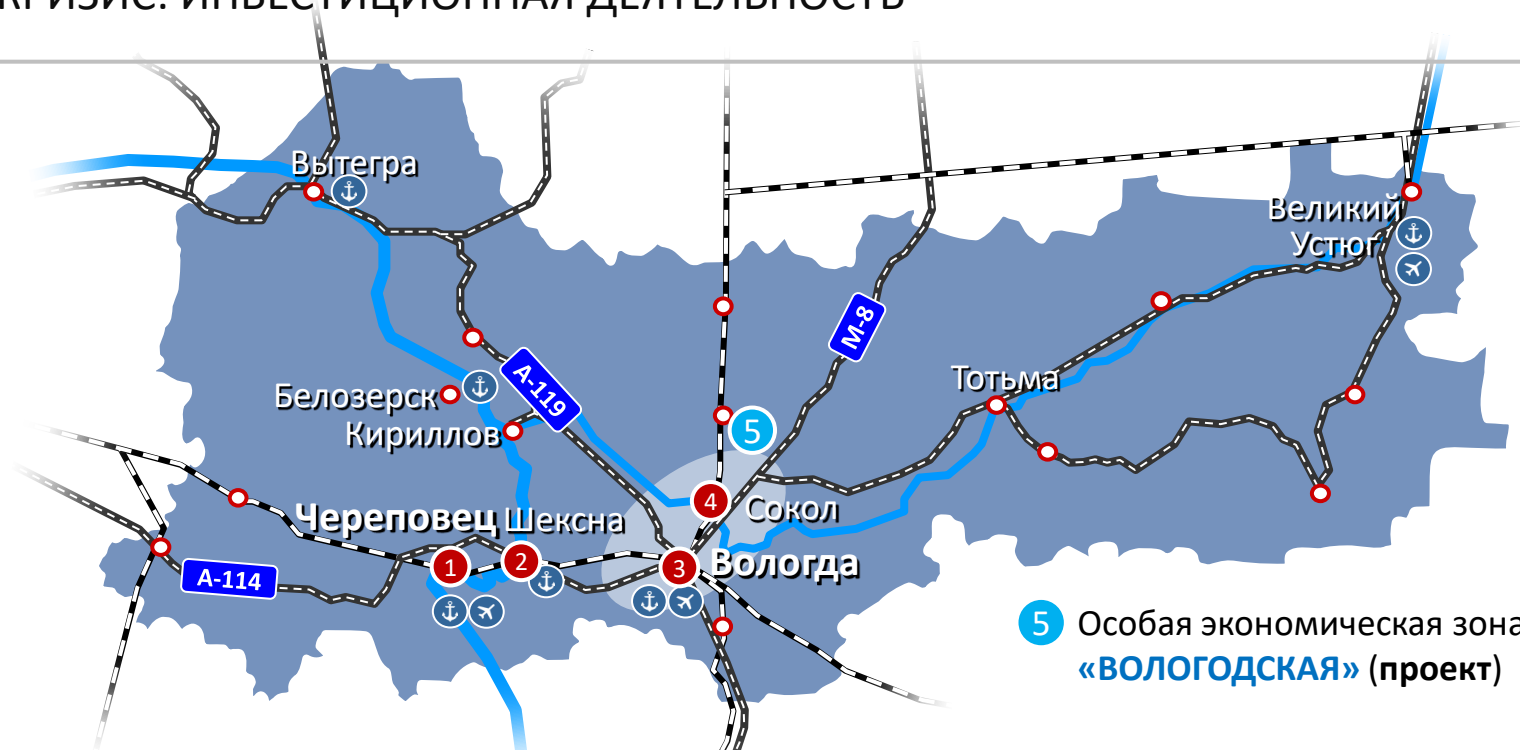 КРИЗИС: ИНВЕСТИЦИОННАЯ ДЕЯТЕЛЬНОСТЬ
Вытегра
Великий
Устюг
М-8
А-119
Тотьма
Белозерск
Кириллов
5
4
Сокол
Череповец
Шексна
1
2
3
Вологда
А-114
5 Особая экономическая зона
«ВОЛОГОДСКАЯ» (проект)